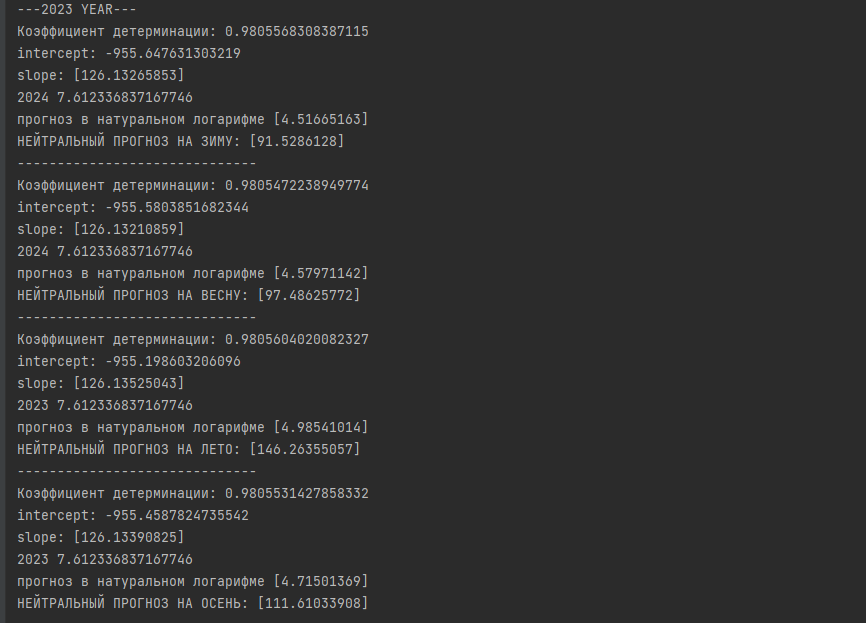 ---2023 YEAR---
Коэффициент детерминации: 0.9805568308387115
intercept: -955.647631303219
slope: [126.13265853]
2024 7.612336837167746
прогноз в натуральном логарифме [4.51665163]
НЕЙТРАЛЬНЫЙ ПРОГНОЗ НА ЗИМУ: [91.5286128]
------------------------------
Коэффициент детерминации: 0.9805472238949774
intercept: -955.5803851682344
slope: [126.13210859]
2024 7.612336837167746
прогноз в натуральном логарифме [4.57971142]
НЕЙТРАЛЬНЫЙ ПРОГНОЗ НА ВЕСНУ: [97.48625772]
------------------------------
Коэффициент детерминации: 0.9805604020082327
intercept: -955.198603206096
slope: [126.13525043]
2023 7.612336837167746
прогноз в натуральном логарифме [4.98541014]
НЕЙТРАЛЬНЫЙ ПРОГНОЗ НА ЛЕТО: [146.26355057]
------------------------------
Коэффициент детерминации: 0.9805531427858332
intercept: -955.4587824735542
slope: [126.13390825]
2023 7.612336837167746
прогноз в натуральном логарифме [4.71501369]
НЕЙТРАЛЬНЫЙ ПРОГНОЗ НА ОСЕНЬ: [111.61033908]